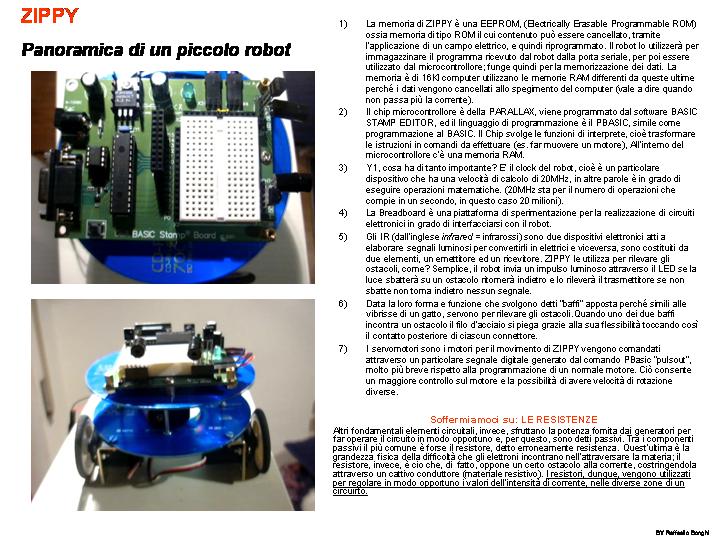 ZIPPY
Panoramica di un piccolo robot
BASIC Stamp Board
1) La memoria di ZIPPY è una EEPROM, (Electrically Erasable Programmable ROM)
ossia memoria di tipo ROM il cui contenuto può essere cancellato, tramite
l'applicazione di un campo elettrico, e quindi riprogrammato. Il robot lo utilizzerà per
immagazzinare il programma ricevuto dal robot dalla porta seriale, per poi essere
utilizzato dal microcontrollore; funge quindi per la memorizzazione dei dati. La
memoria è di 16KI computer utilizzano le memorie RAM differenti da queste ultime
perché i dati vengono cancellati allo spegimento del computer (vale a dire quando
non passa più la corrente).
2) Il chip microcontrollore è della PARALLAX, viene programmato dal software BASIC
STAMP EDITOR, ed il linguaggio di programmazione è il PBASIC, simile come
programmazione al BASIC. Il Chip svolge le funzioni di interprete, cioè trasformare
le istruzioni in comandi da effettuare (es. far muovere un motore), All'interno del
microcontrollore c'è una memoria RAM.
3) Y1, cosa ha di tanto importante? E' il clock del robot, cioè è un particolare
dispositivo che ha una velocità di calcolo di 20MHz, in altre parole è in grado di
eseguire operazioni matematiche. (20MHz sta per il numero di operazioni che
compie in un secondo, in questo caso 20 milioni).
4) La Breadboard è una piattaforma di sperimentazione per la realizzazione di circuiti
elettronici in grado di interfacciarsi con il robot.
5) Gli IR (dall'inglese infrared = infrarossi) sono due dispositivi elettronici atti a
elaborare segnali luminosi per convertirli in elettrici e viceversa, sono costituiti da
due elementi, un emettitore ed un ricevitore. ZIPPY le utilizza per rilevare gli
ostacoli, come? Semplice, il robot invia un impulso luminoso attraverso il LED se la
luce sbatterà su un ostacolo ritornerà indietro e lo rileverà il trasmettitore se non
sbatte non torna indietro nessun segnale.
6) Data la loro forma e funzione che svolgono detti "baffi" apposta perché simili alle
vibrisse di un gatto, servono per rilevare gli ostacoli.Quando uno dei due baffi
incontra un ostacolo il filo d'acciaio si piega grazie alla sua flessibilità toccando così
il contatto posteriore di ciascun connettore.
7) I servomotori sono i motori per il movimento di ZIPPY vengono comandati
attraverso un particolare segnale digitale generato dal comando PBasic "pulsout",
molto più breve rispetto alla programmazione di un normale motore. Ciò consente
un maggiore controllo sul motore e la possibilità di avere velocità di rotazione
diverse.
Soffermiamoci su: LE RESISTENZE
Altri fondamentali elementi circuitali, invece, sfruttano la potenza fornita dai generatori per
far operare il circuito in modo opportuno e, per questo, sono detti passivi. Tra i componenti
passivi il più comune è forse il resistore, detto erroneamente resistenza. Quest'ultima è la
grandezza fisica della difficoltà che gli elettroni incontrano nell'attraversare la materia; il
resistore, invece, è cio che, di fatto, oppone un certo ostacolo alla corrente, costringendola
attraverso un cattivo conduttore (materiale resistivo). I resistori, dunque, vengono utilizzati
per regolare in modo opportuno i valori dell'intensità di corrente, nelle diverse zone di un
circuirto.
BY Raffaello Borghi